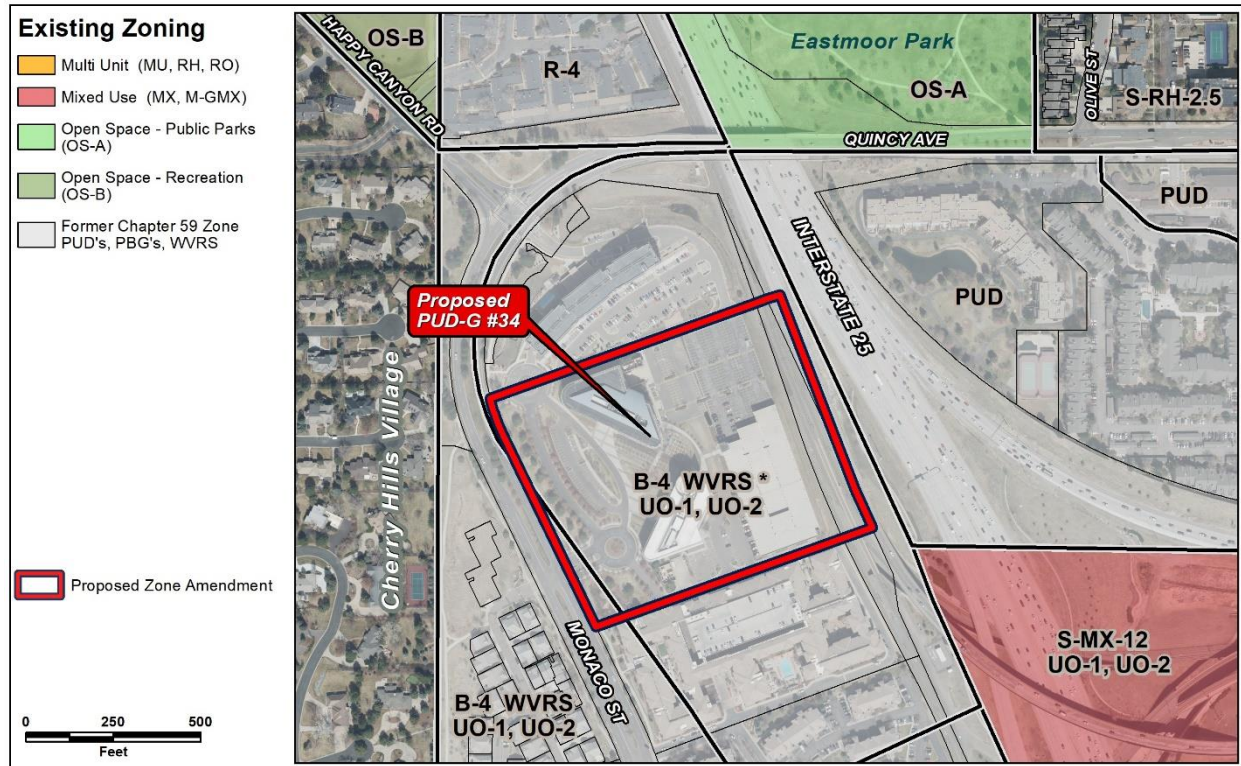 Existing Zoning
Multi Unit (MU, RH, RO)
Mixed Use (MX, M-GMX)
Open Space - Public Parks
(OS-A)
Open Space - Recreation
(OS-B)
Former Chapter 59 Zone
PUD's, PBG's, WVRS
Proposed Zone Amendment
0 250 500
Feet
HAPPY CANYON RD
OS-B
R-4
Eastmoor Park
OS-A
OLIVE ST
S-RH-2.5
QUINCY AVE
PUD
INTERSTATE 25
PUD
Proposed
PUD-G #34
Cherry Hills Village
B-4 WVRS *
UO-1, UO-2
MONACO ST
B-4 WVRS
UO-1, UO-2
S-MX-12
UO-1, UO-2